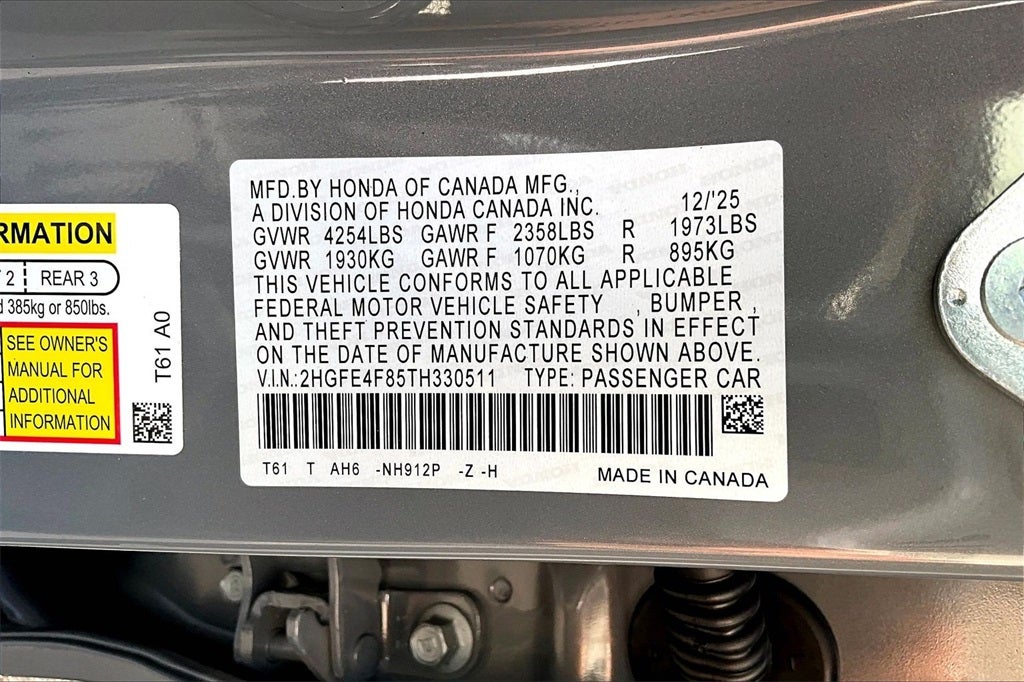 RMATION
2 REAR 3
385kg or 850lbs.
SEE OWNER'S
MANUAL FOR
ADDITIONAL
INFORMATION
T61 A0
MFD.BY HONDA OF CANADA MFG.,
A DIVISION OF HONDA CANADA INC. 12/'25
GVWR 4254LBS GAWR F 2358LBS R 1973LBS
GVWR 1930KG GAWR F 1070KG R 895KG
THIS VEHICLE CONFORMS TO ALL APPLICABLE
FEDERAL MOTOR VEHICLE SAFETY , BUMPER ,
AND THEFT PREVENTION STANDARDS IN EFFECT
ON THE DATE OF MANUFACTURE SHOWN ABOVE.
V.I.N.:2HGFE4F85TH330511 TYPE: PASSENGER CAR
T61 T AH6 -NH912P -Z -H
MADE IN CANADA